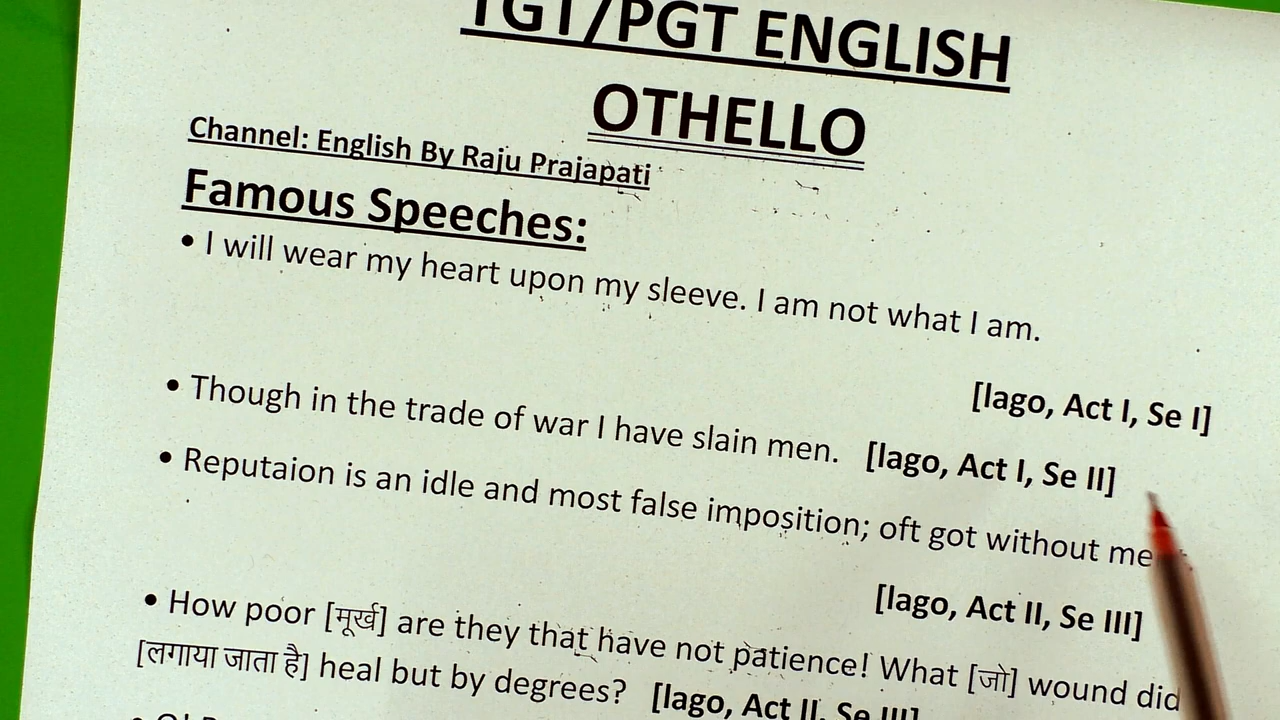 TGT/PGT ENGLISH
OTHELLO
Channel: English By Raju Prajapati
Famous Speeches:
• I will wear my heart upon my sleeve. I am not what I am.
[Iago, Act I, Se I]
• Though in the trade of war I have slain men. [Iago, Act I, Se II]
• Reputaion is an idle and most false imposition; oft got without
[Iago, Act II, Se III]
• How poor [मूर्ख] are they that have not patience! What [जो] wound did
[लगाया जाता है] heal but by degrees? [Iago, Act II, Se III]